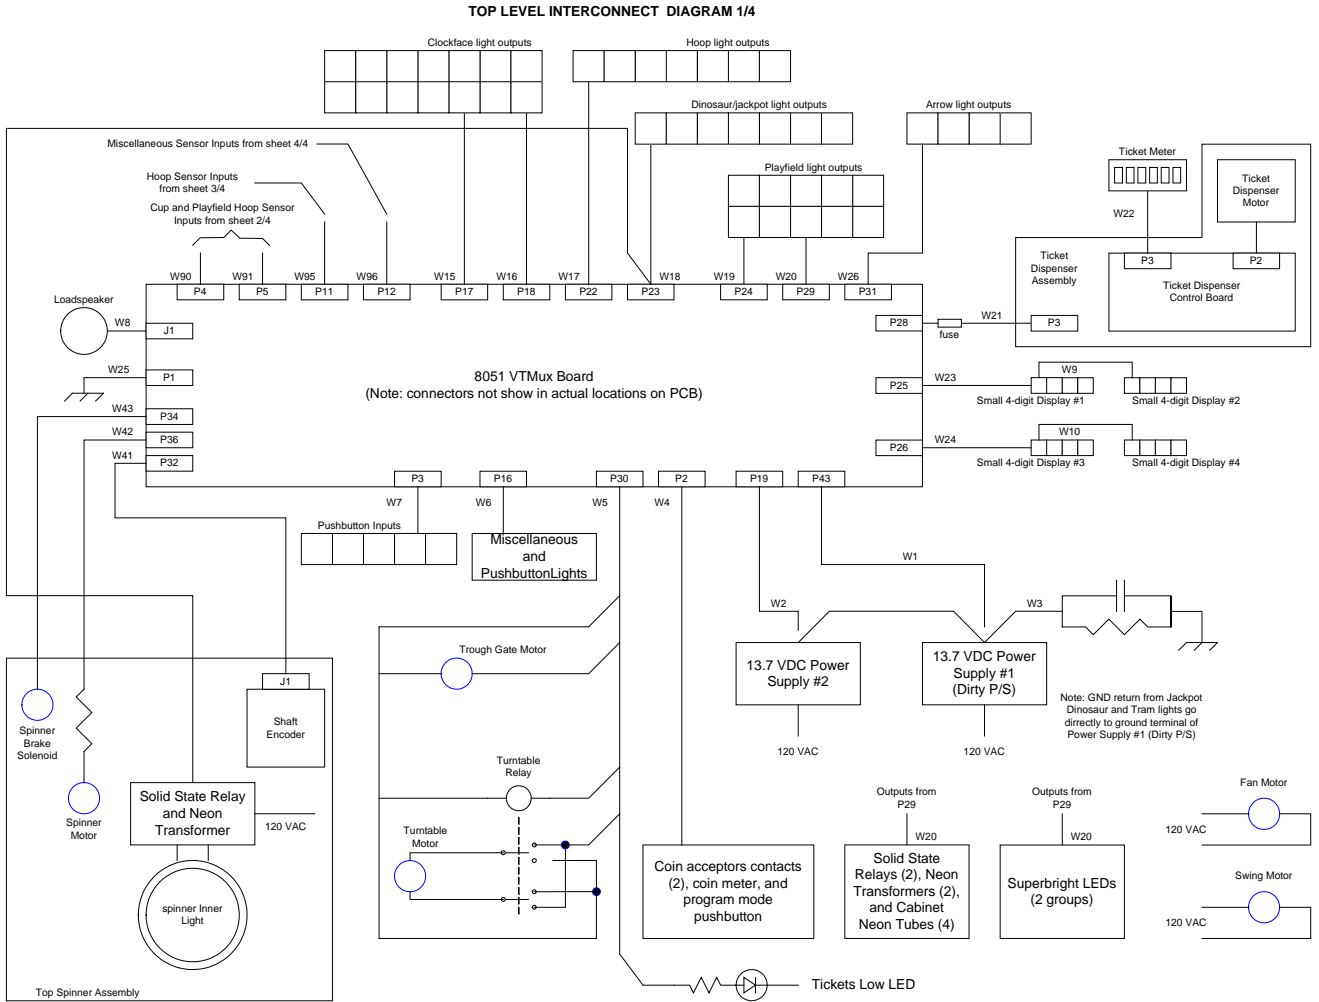 TOP LEVEL INTERCONNECT DIAGRAM 1/4
Clockface light outputs
Hoop light outputs
Dinosaur/jackpot light outputs
Arrow light outputs
Miscellaneous Sensor Inputs from sheet 4/4
Hoop Sensor Inputs
from sheet 3/4
Cup and Playfield Hoop Sensor
Inputs from sheet 2/4
Playfield light outputs
Ticket Meter
Ticket
Dispenser
Motor
W22
P3
P2
Ticket
Dispenser
Assembly
Ticket Dispenser
Control Board
W90
W91
W95
W96
W15
W16
W17
W18
W19
W20
W26
P4
P5
P11
P12
P17
P18
P22
P23
P24
P29
P31
Loadspeaker
W8
J1
P28
fuse
W21
P3
W25
P1
8051 VTMux Board
(Note: connectors not show in actual locations on PCB)
P25
W23
W9
Small 4-digit Display #1
Small 4-digit Display #2
W43
P34
W42
P36
W41
P32
P26
W24
W10
Small 4-digit Display #3
Small 4-digit Display #4
P3
P16
P30
P2
P19
P43
W7
W6
W5
W4
Pushbutton Inputs
Miscellaneous
and
PushbuttonLights
W1
W2
W3
13.7 VDC Power
Supply #2
13.7 VDC Power
Supply #1
(Dirty P/S)
120 VAC
120 VAC
Note: GND return from Jackpot
Dinosaur and Tram lights go
dirrectly to ground terminal of
Power Supply #1 (Dirty P/S)
Trough Gate Motor
J1
Shaft
Encoder
Spinner
Brake
Solenoid
Spinner
Motor
Solid State Relay
and Neon
Transformer
120 VAC
spinner Inner
Light
Top Spinner Assembly
Turntable
Relay
Turntable
Motor
Coin acceptors contacts
(2), coin meter, and
program mode
pushbutton
Outputs from
P29
W20
Solid State
Relays (2), Neon
Transformers (2),
and Cabinet
Neon Tubes (4)
Outputs from
P29
W20
Superbright LEDs
(2 groups)
Fan Motor
120 VAC
Swing Motor
120 VAC
Tickets Low LED